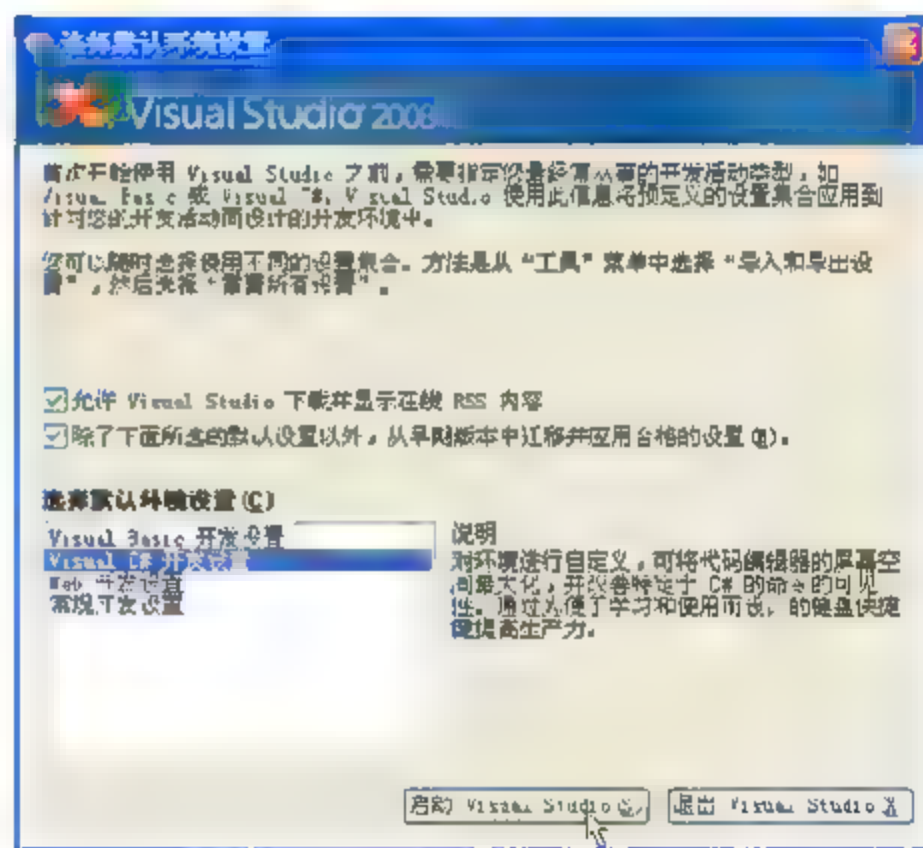 选择默认环境设置
Visual Studio 2008
首次开始使用 Visual Studio 之前，需要指定您最经常从事的开发活动类型，如
Visual Basic 或 Visual C#。Visual Studio 使用此信息将预定义的设置集合应用到
针对您的开发活动而设计的开发环境中。
您可以随时选择使用不同的设置集合。方法是从“工具”菜单中选择“导入和导出设
置”，然后选择“重置所有设置”。
允许 Visual Studio 下载并显示在线 RSS 内容
除了下面所选的默认设置以外，从早期版本中迁移并应用合格的设置(M)。
选择默认环境设置(C)
Visual Basic 开发设置
Visual C# 开发设置
Web 开发设置
常规开发设置
说明
对环境进行自定义，可将代码编辑器的屏幕空
间最大化，并改善特定于 C# 的命令的可见
性。通过为便于学习和使用而设计的键盘快捷
键提高生产力。
启动 Visual Studio(S)
退出 Visual Studio(X)